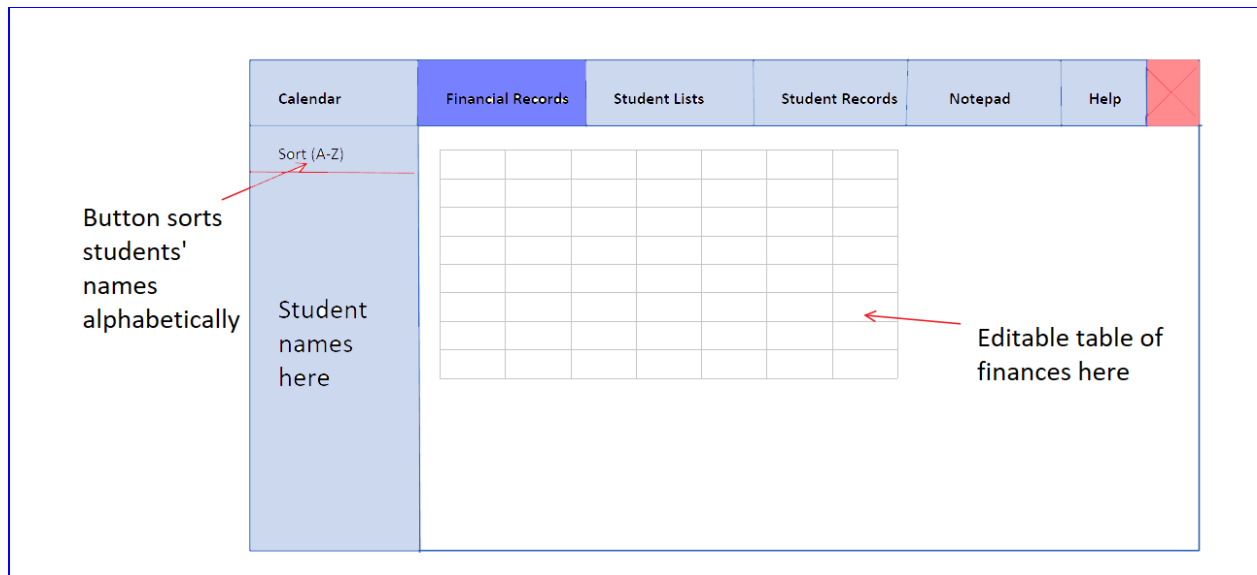 Calendar
Financial Records
Student Lists
Student Records
Notepad
Help
Sort (A-Z)
Button sorts
students'
names
alphabetically
Student
names
here
Editable table of
finances here